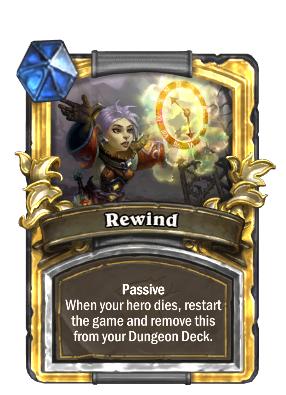 Rewind
Passive
When your hero dies, restart
the game and remove this
from your Dungeon Deck.